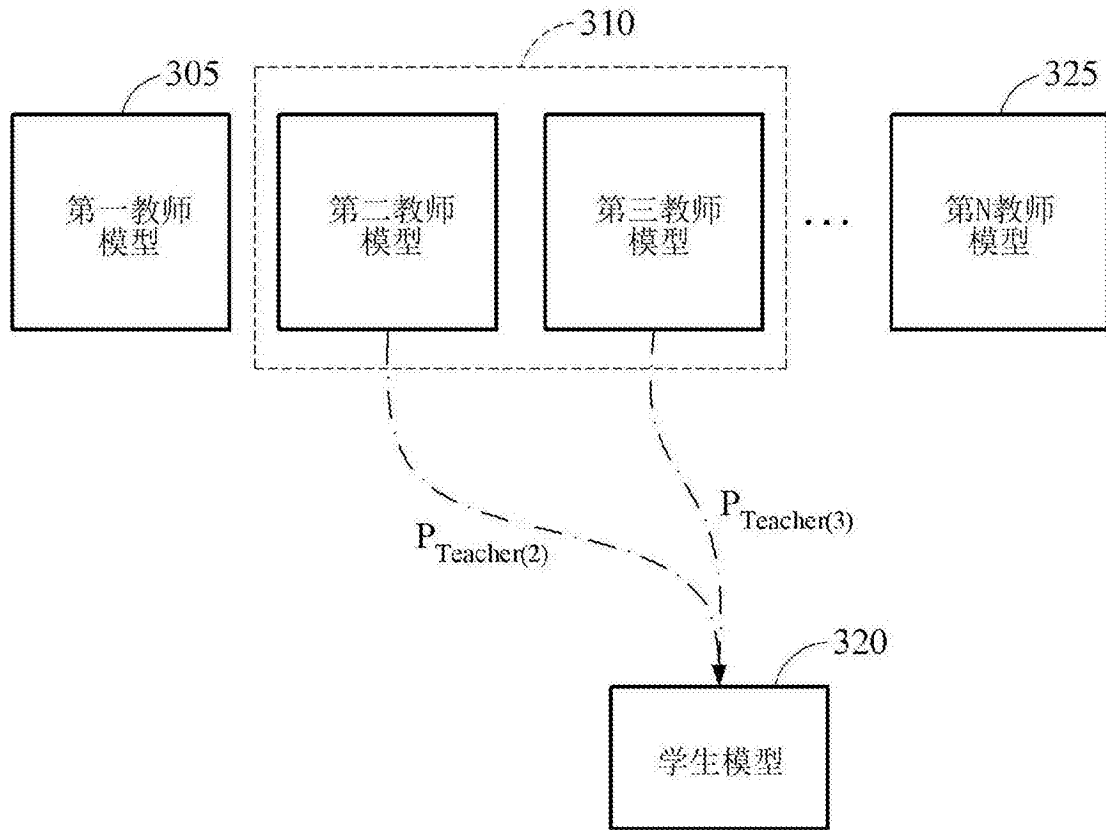 310
305
325
第一教师
模型
第二教师
模型
第三教师
模型
...
第N教师
模型
P Teacher(3)
P Teacher(2)
320
学生模型